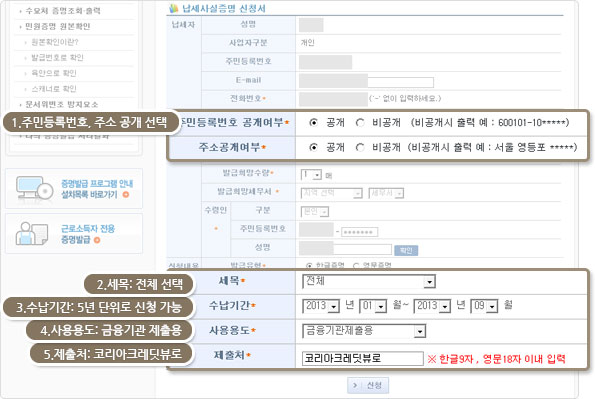 수요처 증명조회·출력
민원증명 원본확인
원본확인이란?
발급번호로 확인
육안으로 확인
스캐너로 확인
문서위변조 방지요소
증명발급 프로그램 안내
설치목록 바로가기
근로소득자 전용
증명발급
납세사실증명 신청서
납세자
성명
사업자구분 개인
주민등록번호
E-mail
전화번호* ('-' 없이 입력하세요.)
1.주민등록번호, 주소 공개 선택
주민등록번호 공개여부* 공개 비공개 (비공개시 출력 예 : 600101-10*****)
주소공개여부* 공개 비공개 (비공개시 출력 예 : 서울 영등포 *****)
발급희망수량* 1 매
발급희망세무서 * 지역 선택 세무서
수령인 *
구분 본인
주민등록번호 - *******
성명 확인
신청내용 발급유형* 한글증명 영문증명
2.세목: 전체 선택
세목* 전체
3.수납기간: 5년 단위로 신청 가능
수납기간* 2013 년 01 월~ 2013 년 09 월
4.사용용도: 금융기관 제출용
사용용도* 금융기관제출용
5.제출처: 코리아크레딧뷰로
제출처* 코리아크레딧뷰로 ※ 한글9자 , 영문18자 이내 입력
신청